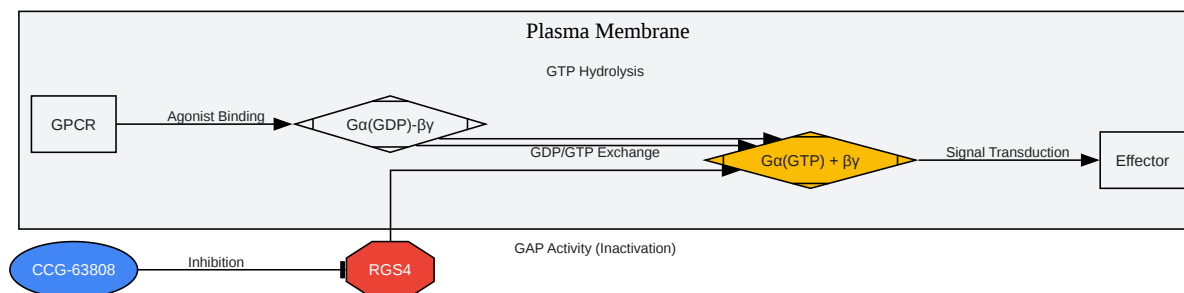 Plasma Membrane
GTP Hydrolysis
GPCR
Agonist Binding
Gα(GDP)-βγ
GDP/GTP Exchange
Gα(GTP) + βγ
Signal Transduction
Effector
GAP Activity (Inactivation)
CCG-63808
Inhibition
RGS4